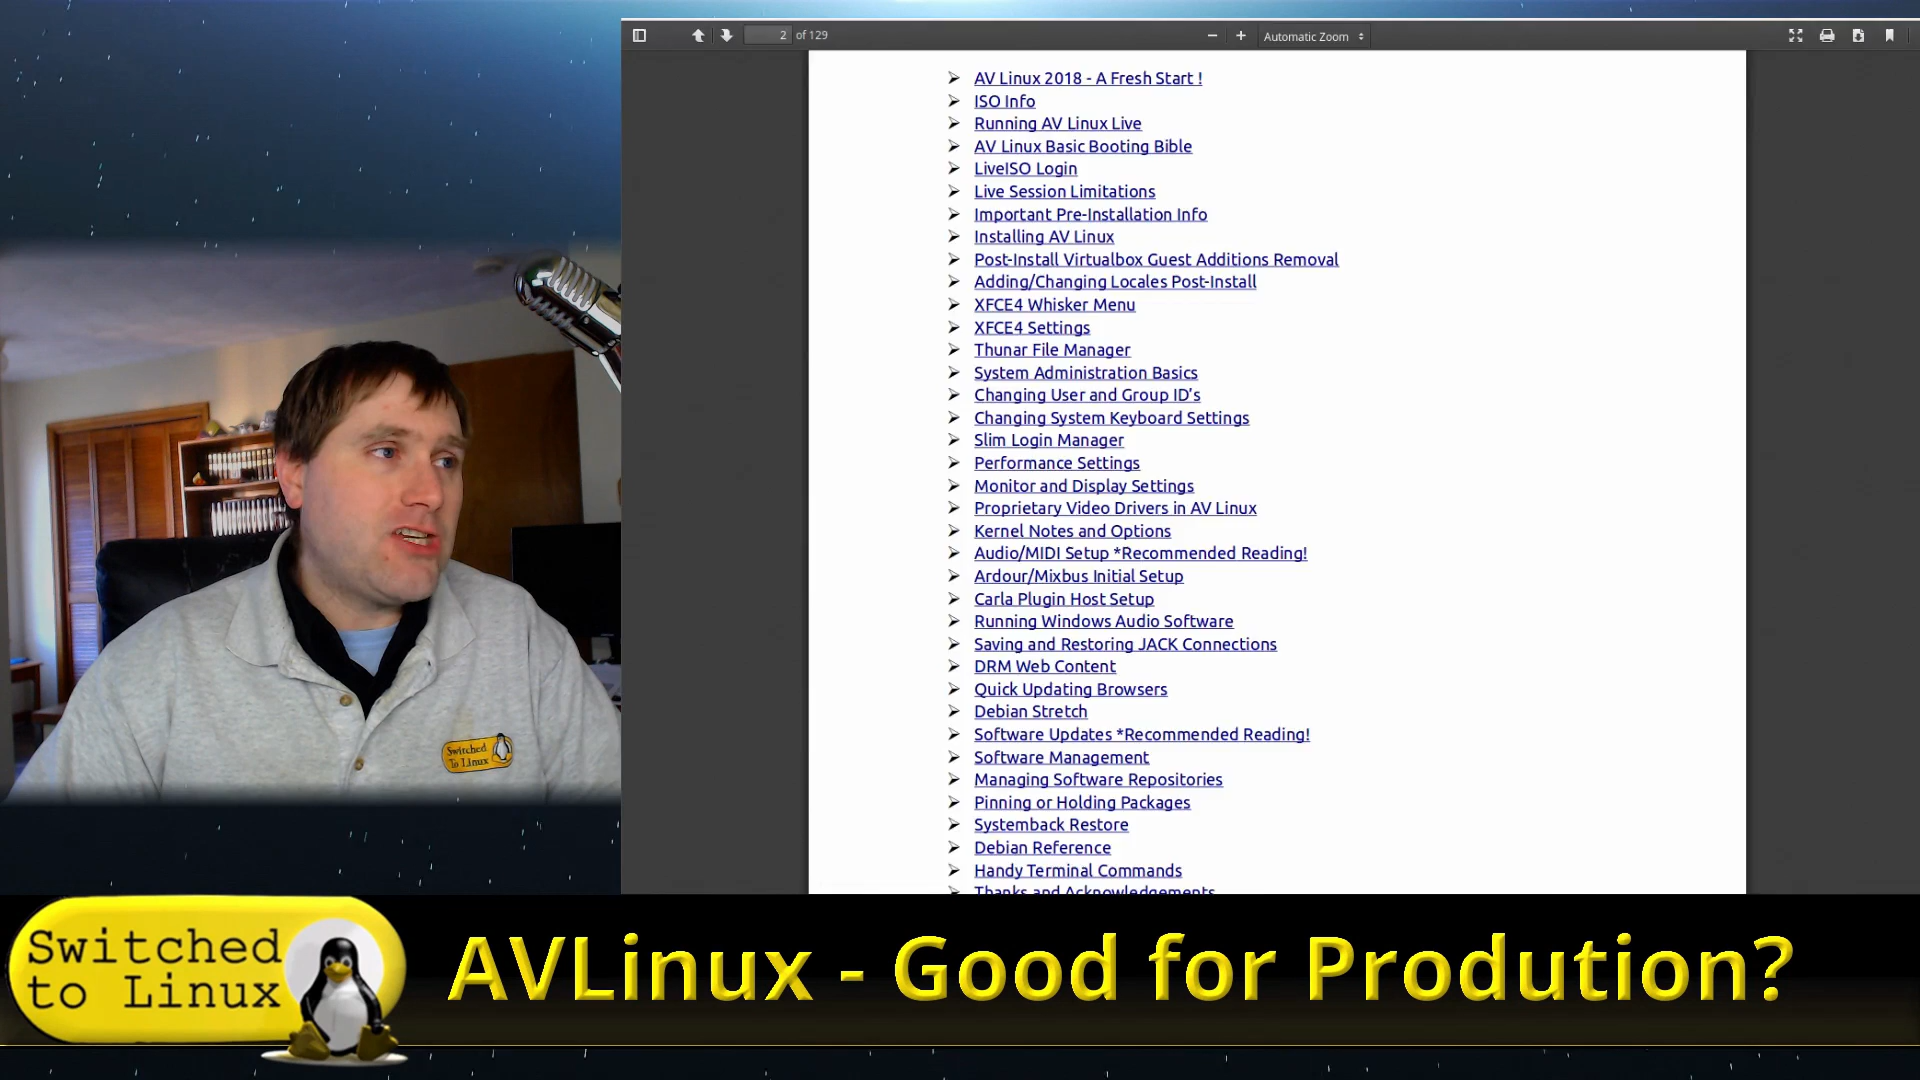 2 of 129
Automatic Zoom
AV Linux 2018 - A Fresh Start !
ISO Info
Running AV Linux Live
AV Linux Basic Booting Bible
LiveISO Login
Live Session Limitations
Important Pre-Installation Info
Installing AV Linux
Post-Install Virtualbox Guest Additions Removal
Adding/Changing Locales Post-Install
XFCE4 Whisker Menu
XFCE4 Settings
Thunar File Manager
System Administration Basics
Changing User and Group ID's
Changing System Keyboard Settings
Slim Login Manager
Performance Settings
Monitor and Display Settings
Proprietary Video Drivers in AV Linux
Kernel Notes and Options
Audio/MIDI Setup *Recommended Reading!
Ardour/Mixbus Initial Setup
Carla Plugin Host Setup
Running Windows Audio Software
Saving and Restoring JACK Connections
DRM Web Content
Quick Updating Browsers
Debian Stretch
Software Updates *Recommended Reading!
Software Management
Managing Software Repositories
Pinning or Holding Packages
Systemback Restore
Debian Reference
Handy Terminal Commands
Thanks and Acknowledgements
Switched
To Linux
Switched
to Linux
AVLinux - Good for Prodution?